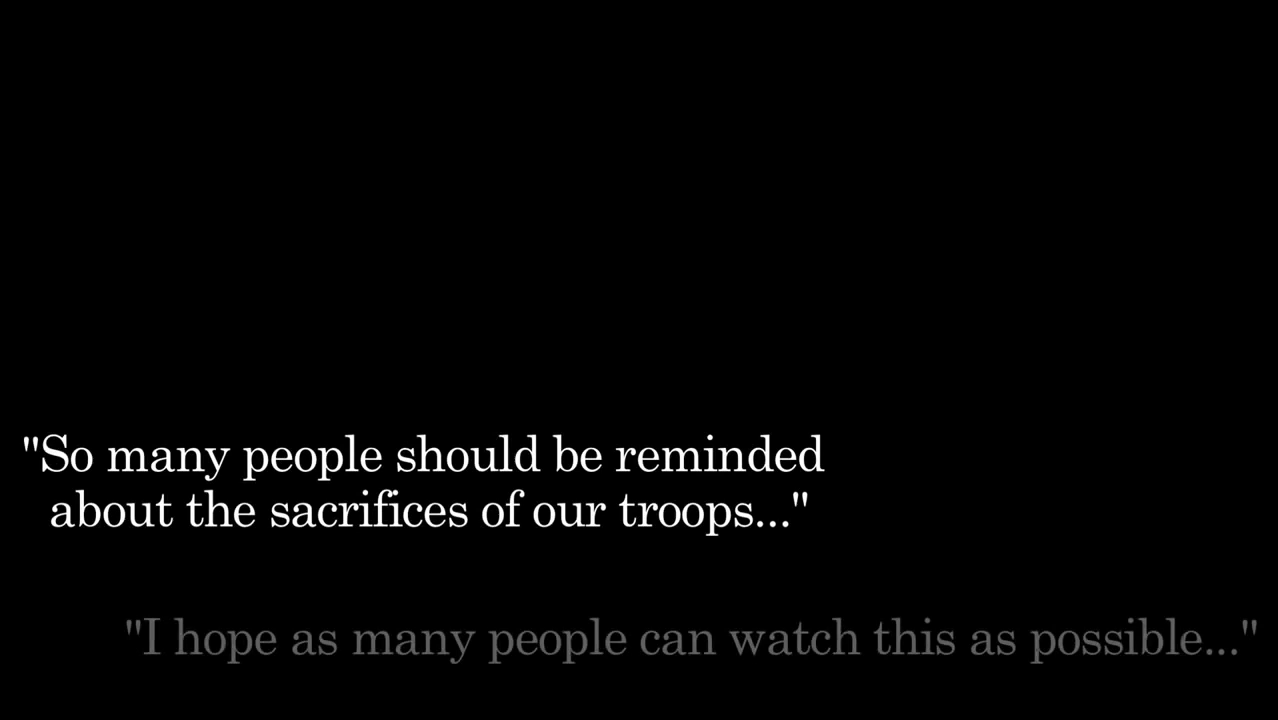 "So many people should be reminded
about the sacrifices of our troops..."
"I hope as many people can watch this as possible..."